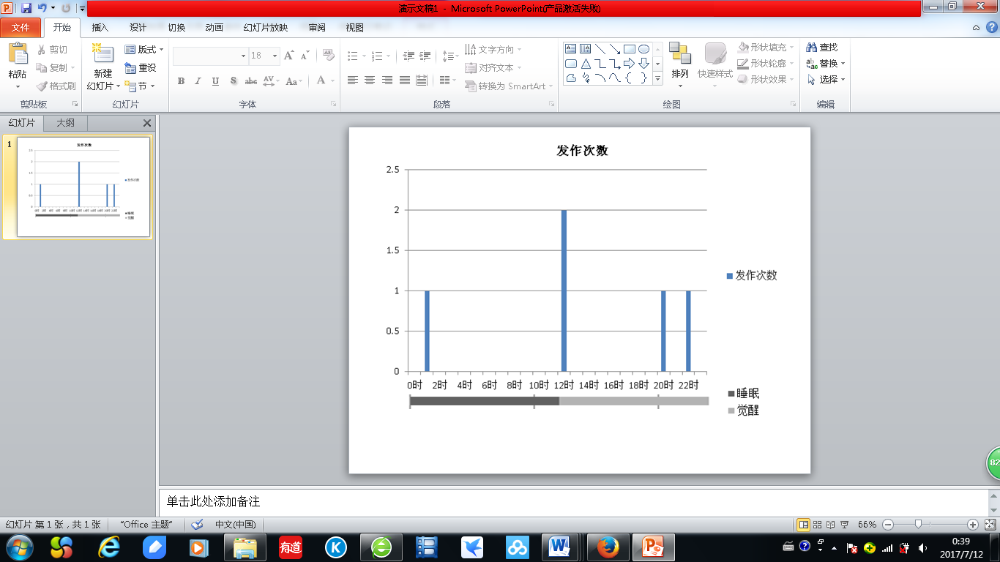 演示文稿1 - Microsoft PowerPoint(产品激活失败)
文件 开始 插入 设计 切换 动画 幻灯片放映 审阅 视图
粘贴 剪切 复制 格式刷
剪贴板
新建 幻灯片 版式 重设 节
幻灯片
18
B I U S abc AV Aa A
字体
文字方向
对齐文本
转换为 SmartArt
段落
排列 快速样式 形状填充 形状轮廓 形状效果
绘图
查找
替换
选择
编辑
幻灯片 大纲
1
发作次数
2.5
2
1.5
1
0.5
0
0时 2时 4时 6时 8时 10时 12时 14时 16时 18时 20时 22时
发作次数
睡眠
觉醒
82
单击此处添加备注
幻灯片 第 1 张，共 1 张 "Office 主题" 中文(中国) 66%
有道
0:39
2017/7/12